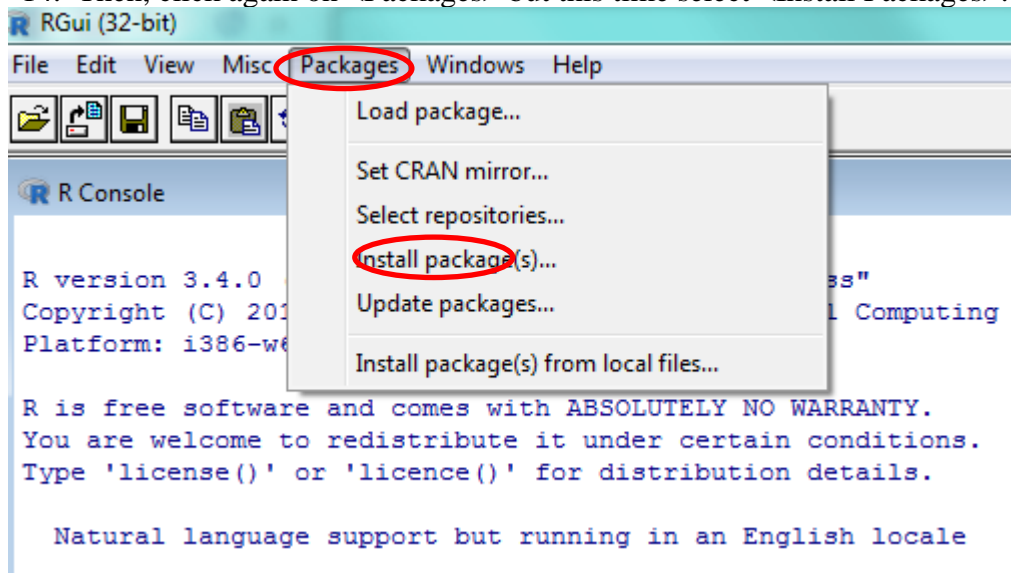 RGui (32-bit)
File Edit View Misc Packages Windows Help
Load package...
Set CRAN mirror...
Select repositories...
Install package(s)...
Update packages...
Install package(s) from local files...
R Console
R version 3.4.0
Copyright (C) 201 Computing
Platform: i386-w6
R is free software and comes with ABSOLUTELY NO WARRANTY.
You are welcome to redistribute it under certain conditions.
Type 'license()' or 'licence()' for distribution details.
Natural language support but running in an English locale